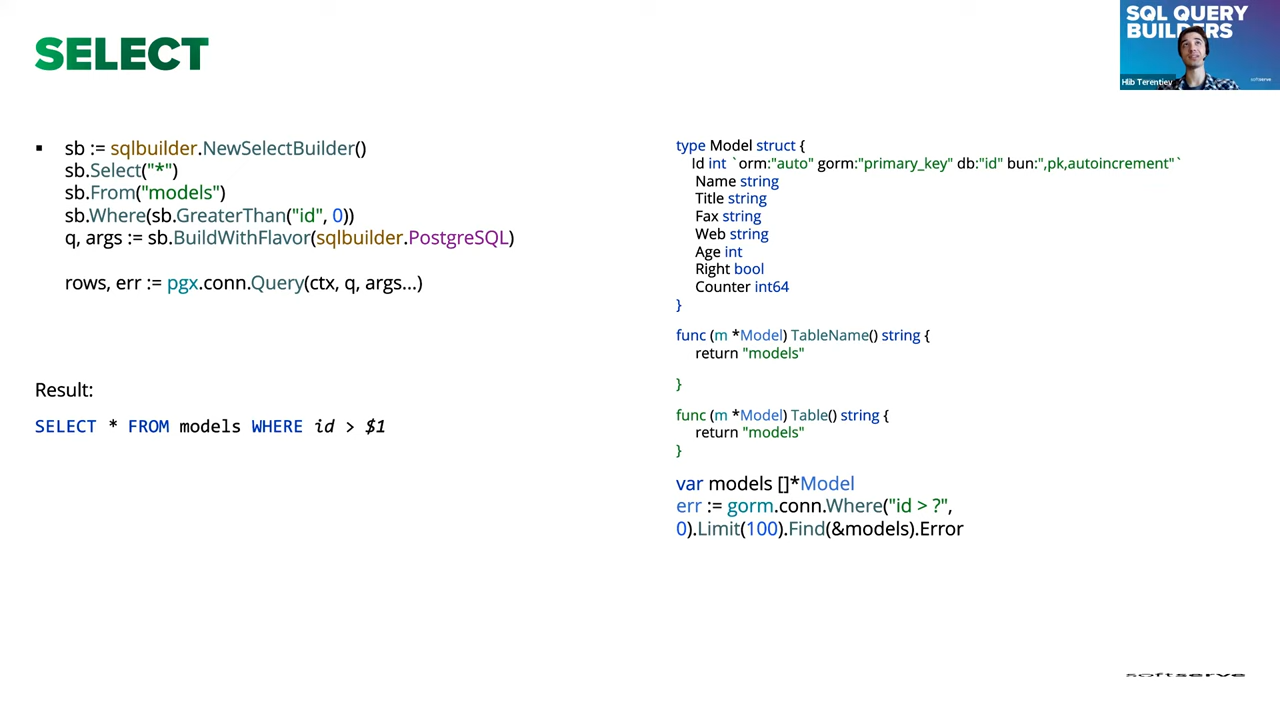 SELECT
SQL QUERY
BUILDERS
Hlib Terentiev
softserve
▪ sb := sqlbuilder.NewSelectBuilder()
sb.Select("*")
sb.From("models")
sb.Where(sb.GreaterThan("id", 0))
q, args := sb.BuildWithFlavor(sqlbuilder.PostgreSQL)
rows, err := pgx.conn.Query(ctx, q, args...)
Result:
SELECT * FROM models WHERE id > $1
type Model struct {
Id int `orm:"auto" gorm:"primary_key" db:"id" bun:",pk,autoincrement"`
Name string
Title string
Fax string
Web string
Age int
Right bool
Counter int64
}
func (m *Model) TableName() string {
return "models"
}
func (m *Model) Table() string {
return "models"
}
var models []*Model
err := gorm.conn.Where("id > ?",
0).Limit(100).Find(&models).Error
softserve